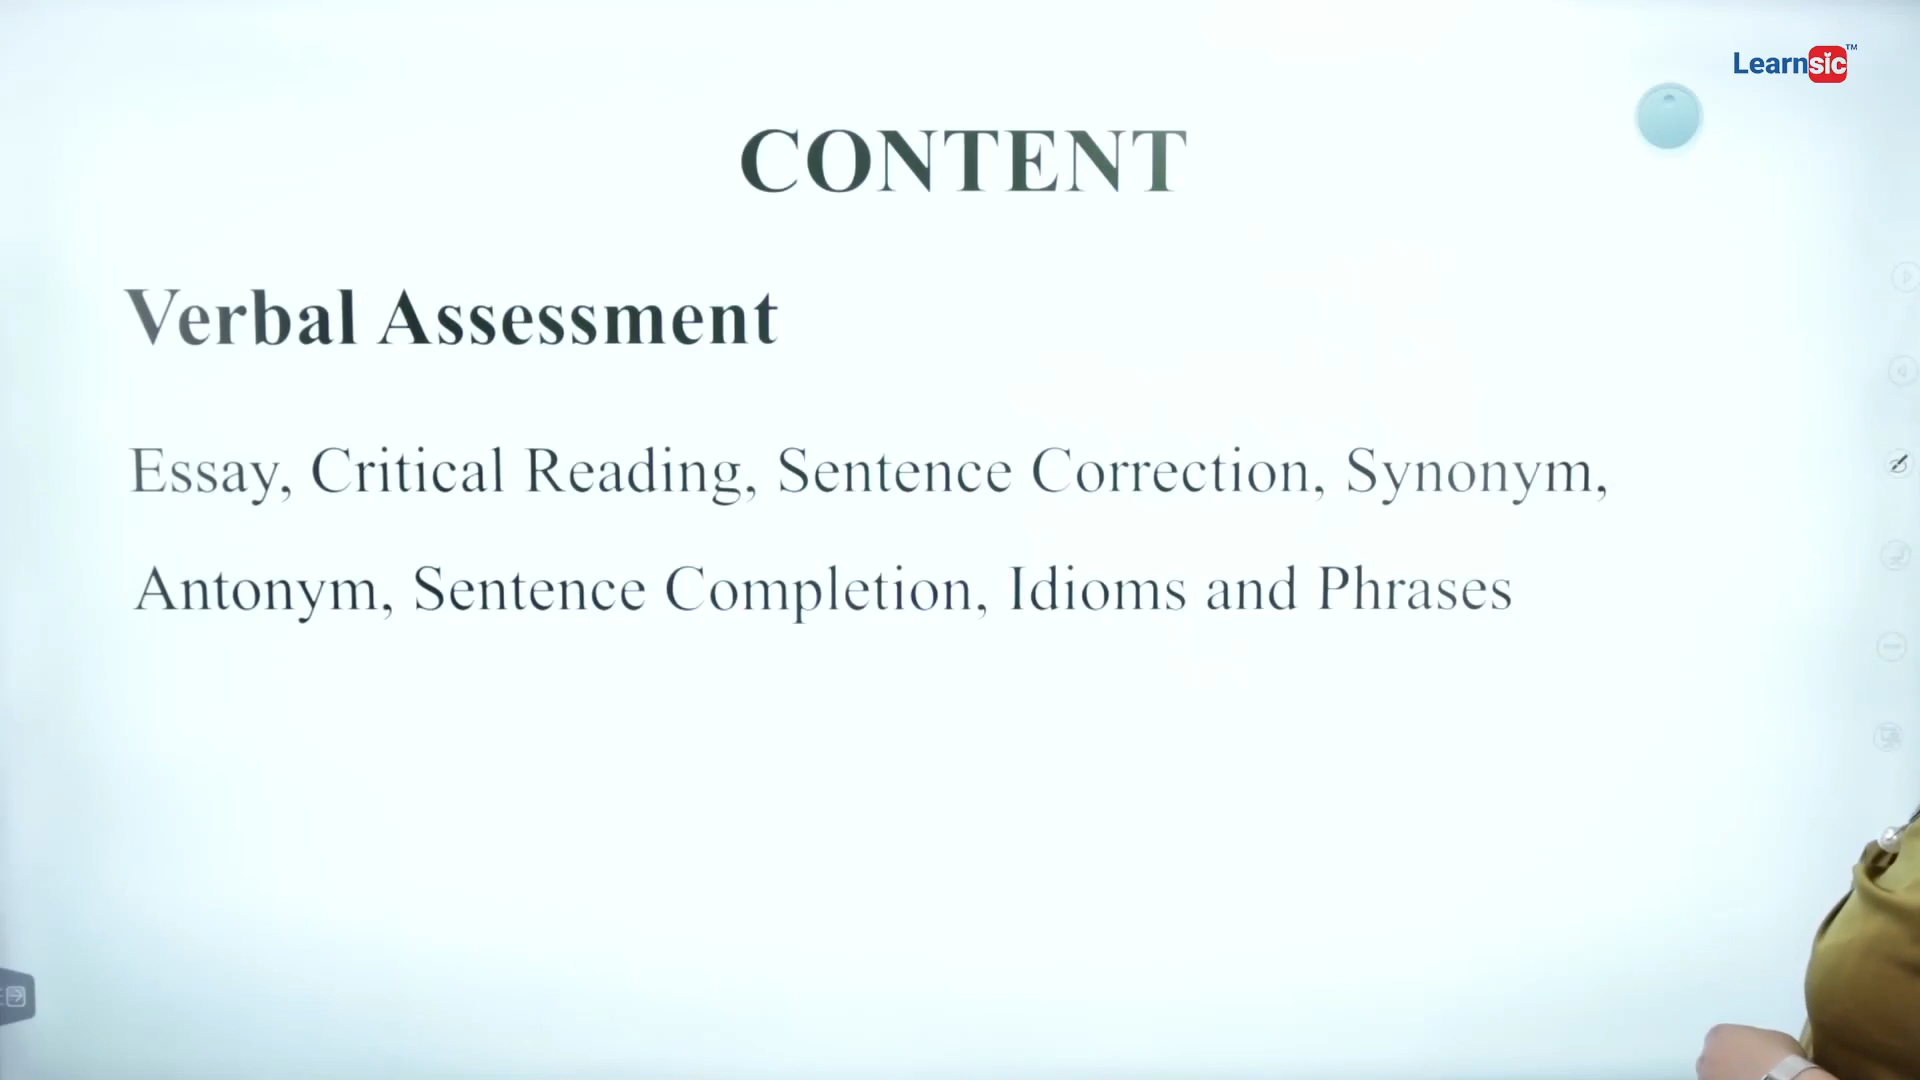 Learnsic™
CONTENT
Verbal Assessment
Essay, Critical Reading, Sentence Correction, Synonym,
Antonym, Sentence Completion, Idioms and Phrases